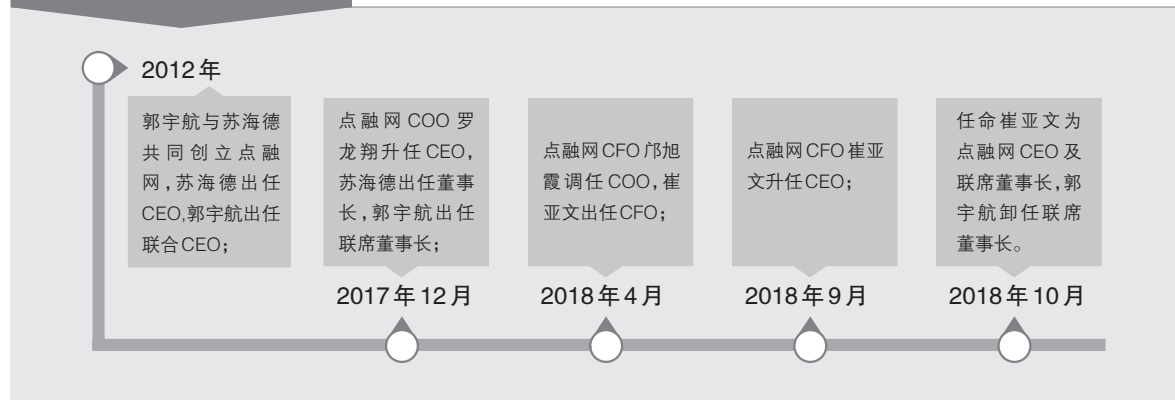 2012年
郭宇航与苏海德
共同创立点融
网,苏海德出任
CEO,郭宇航出任
联合CEO；
点融网COO罗
龙翔升任CEO，
苏海德出任董事
长，郭宇航出任
联席董事长；
2017年12月
点融网CFO邝旭
霞调任COO，崔
亚文出任CFO；
2018年4月
点融网CFO崔亚
文升任CEO；
2018年9月
任命崔亚文为
点融网CEO及
联席董事长，郭
宇航卸任联席
董事长。
2018年10月